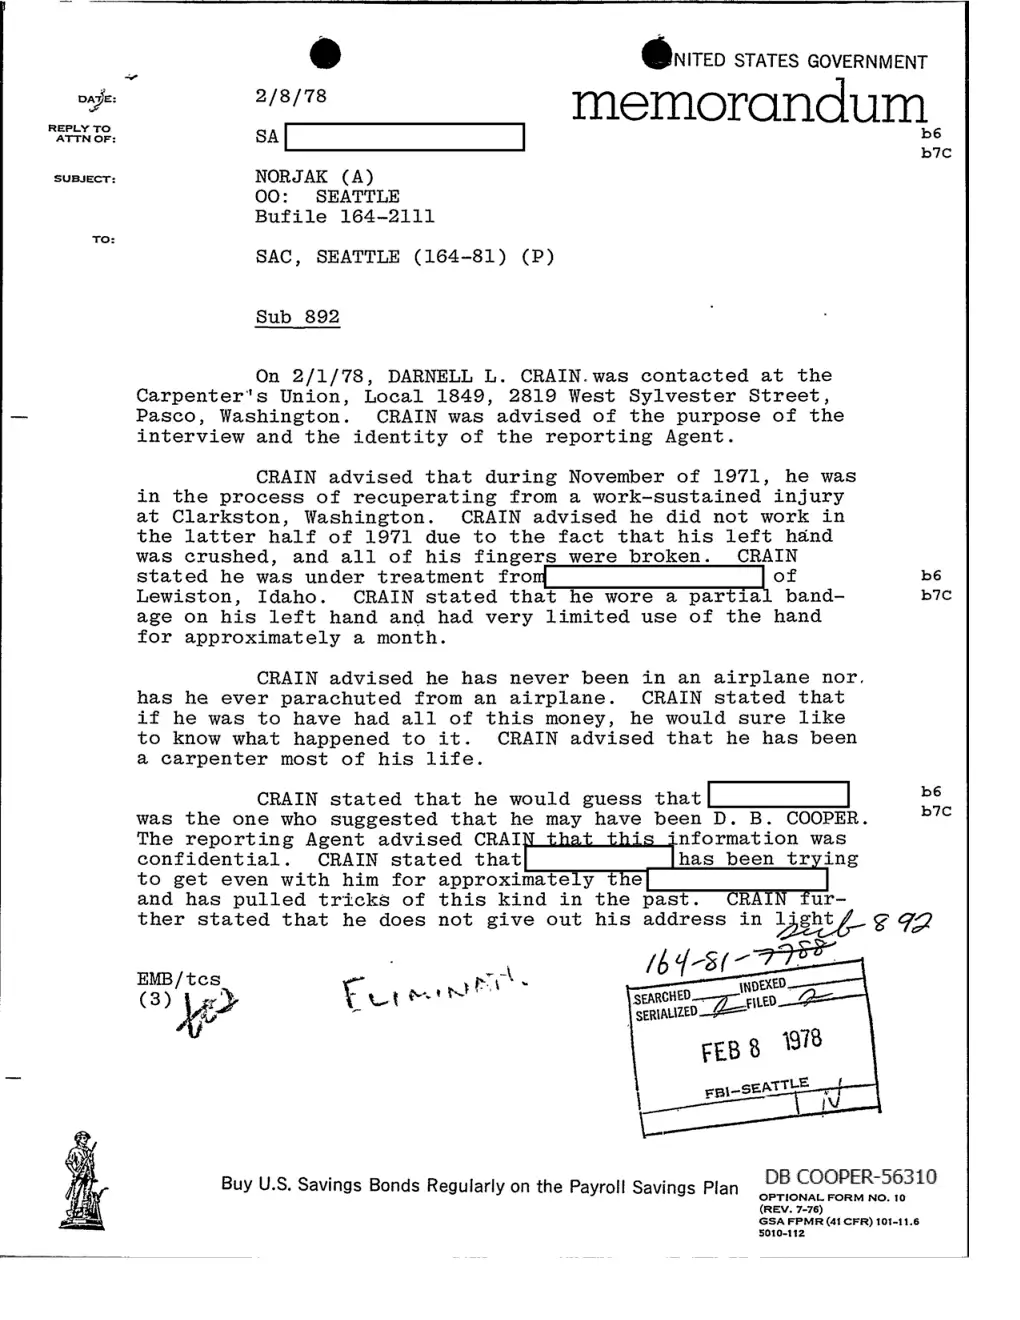 UNITED STATES GOVERNMENT
memorandum
DATE: 2/8/78
REPLY TO
ATTN OF: SA
b6
b7C
SUBJECT: NORJAK (A)
OO: SEATTLE
Bufile 164-2111
TO:
SAC, SEATTLE (164-81) (P)
Sub 892
On 2/1/78, DARNELL L. CRAIN was contacted at the
Carpenter's Union, Local 1849, 2819 West Sylvester Street,
Pasco, Washington. CRAIN was advised of the purpose of the
interview and the identity of the reporting Agent.
CRAIN advised that during November of 1971, he was
in the process of recuperating from a work-sustained injury
at Clarkston, Washington. CRAIN advised he did not work in
the latter half of 1971 due to the fact that his left hand
was crushed, and all of his fingers were broken. CRAIN
stated he was under treatment from of
b6
Lewiston, Idaho. CRAIN stated that he wore a partial band-
b7C
age on his left hand and had very limited use of the hand
for approximately a month.
CRAIN advised he has never been in an airplane nor
has he ever parachuted from an airplane. CRAIN stated that
if he was to have had all of this money, he would sure like
to know what happened to it. CRAIN advised that he has been
a carpenter most of his life.
CRAIN stated that he would guess that
b6
was the one who suggested that he may have been D. B. COOPER.
b7C
The reporting Agent advised CRAIN that this information was
confidential. CRAIN stated that has been trying
to get even with him for approximately the
and has pulled tricks of this kind in the past. CRAIN fur-
ther stated that he does not give out his address in light
Sub-892
164-81-7788
EMB/tcs
(3)
ELIMINAT.
SEARCHED INDEXED
SERIALIZED FILED
FEB 8 1978
FBI-SEATTLE
N
Buy U.S. Savings Bonds Regularly on the Payroll Savings Plan
DB COOPER-56310
OPTIONAL FORM NO. 10
(REV. 7-76)
GSA FPMR (41 CFR) 101-11.6
5010-112